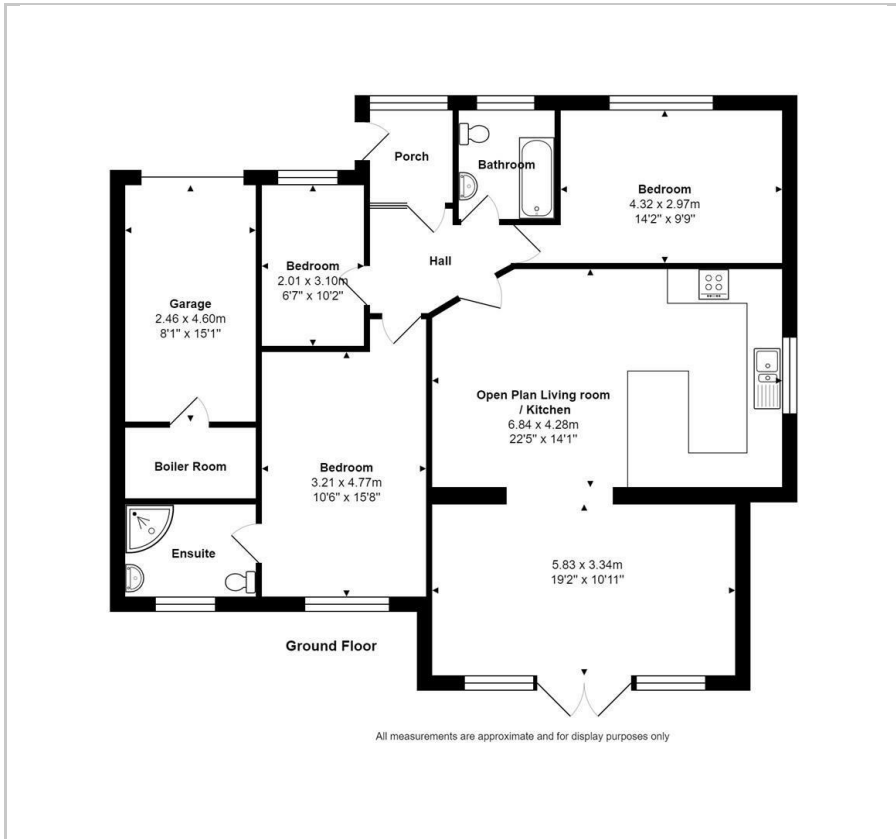 Porch
Bathroom
Bedroom
4.32 x 2.97m
14'2" x 9'9"
Hall
Bedroom
2.01 x 3.10m
6'7" x 10'2"
Garage
2.46 x 4.60m
8'1" x 15'1"
Open Plan Living room
/ Kitchen
6.84 x 4.28m
22'5" x 14'1"
Boiler Room
Bedroom
3.21 x 4.77m
10'6" x 15'8"
Ensuite
5.83 x 3.34m
19'2" x 10'11"
Ground Floor
All measurements are approximate and for display purposes only